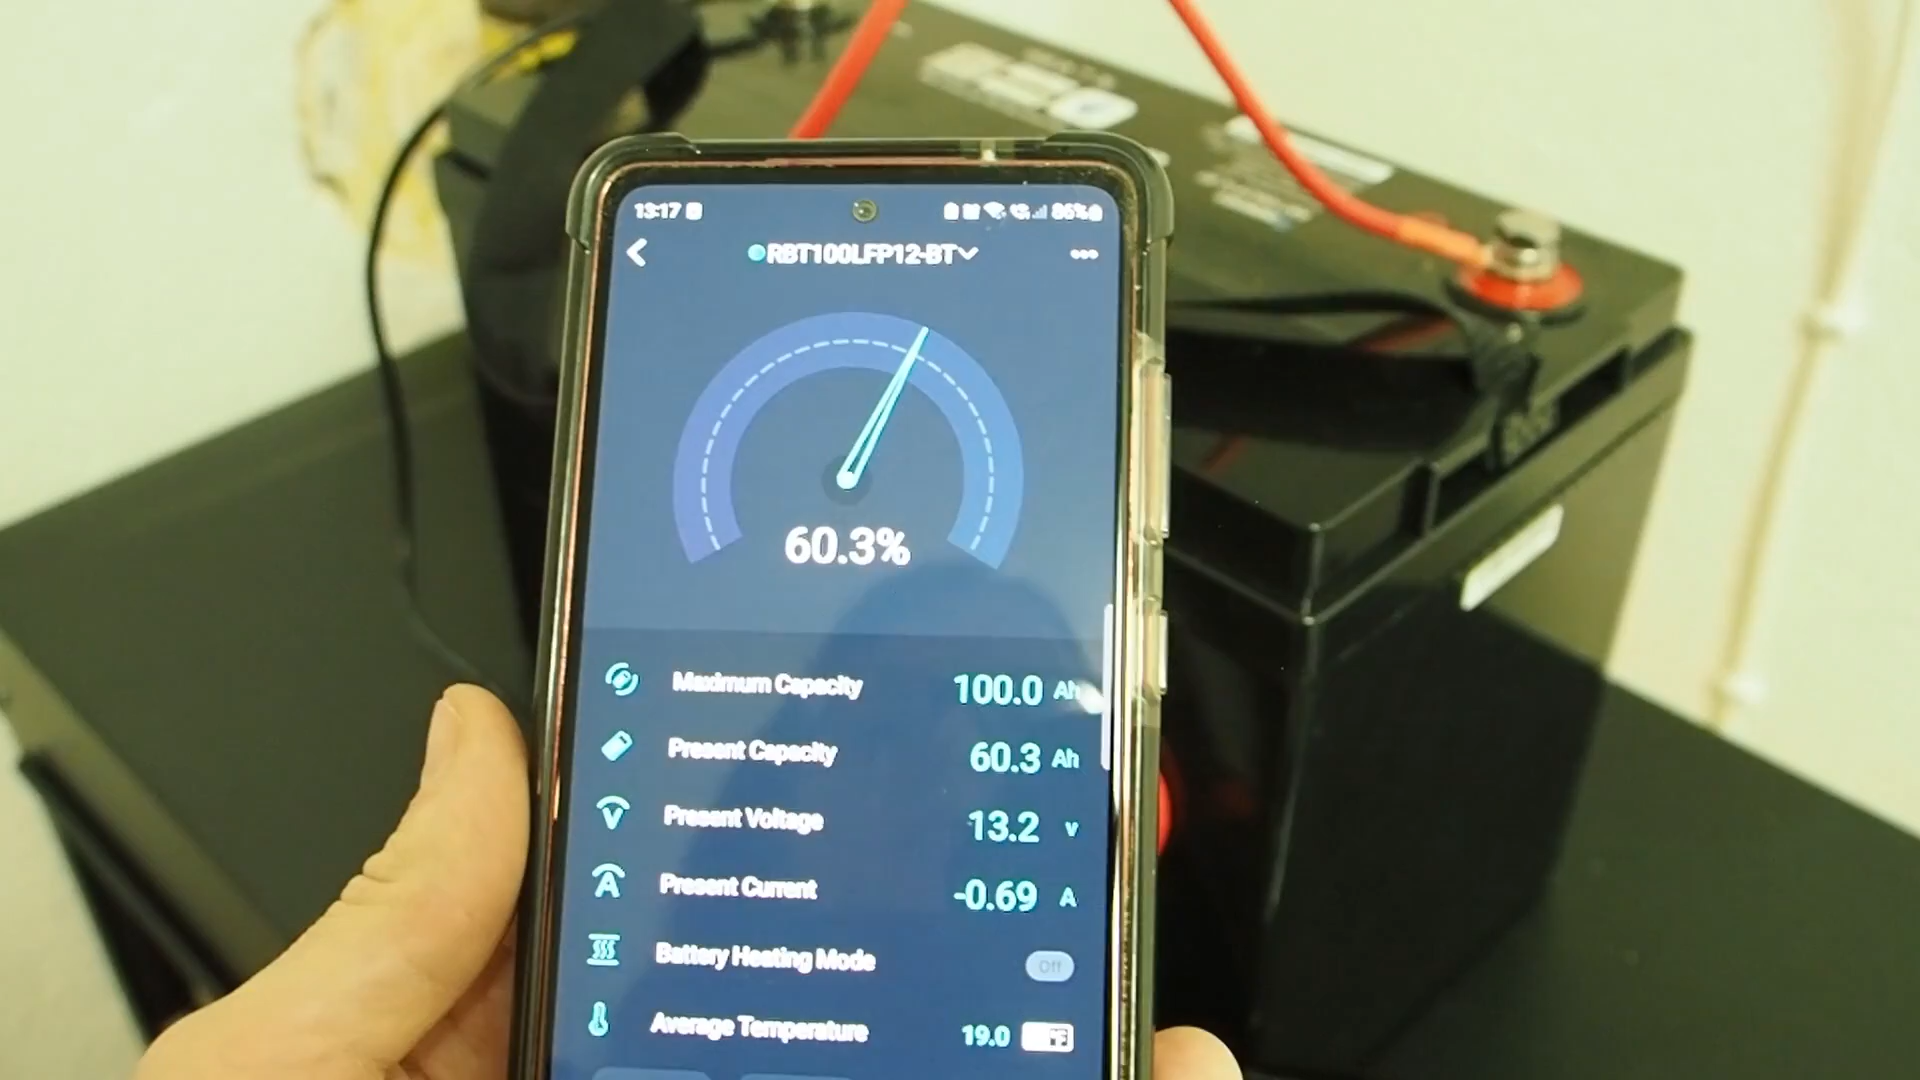 13:17
86%
RBT100LFP12-BT
60.3%
Maximum Capacity 100.0 Ah
Present Capacity 60.3 Ah
Present Voltage 13.2 V
Present Current -0.69 A
Battery Heating Mode Off
Average Temperature 19.0 °F